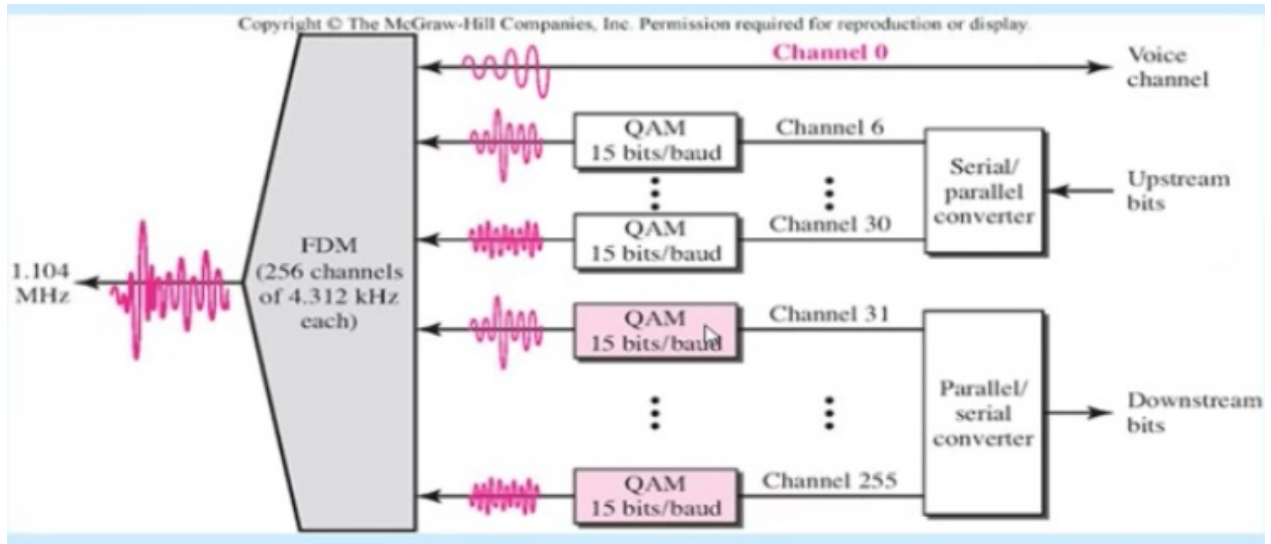 Copyright © The McGraw-Hill Companies, Inc. Permission required for reproduction or display.
Channel 0
Voice
channel
QAM
15 bits/baud
Channel 6
Serial/
parallel
converter
Upstream
bits
QAM
15 bits/baud
Channel 30
1.104
MHz
FDM
(256 channels
of 4.312 kHz
each)
QAM
15 bits/baud
Channel 31
Parallel/
serial
converter
Downstream
bits
QAM
15 bits/baud
Channel 255